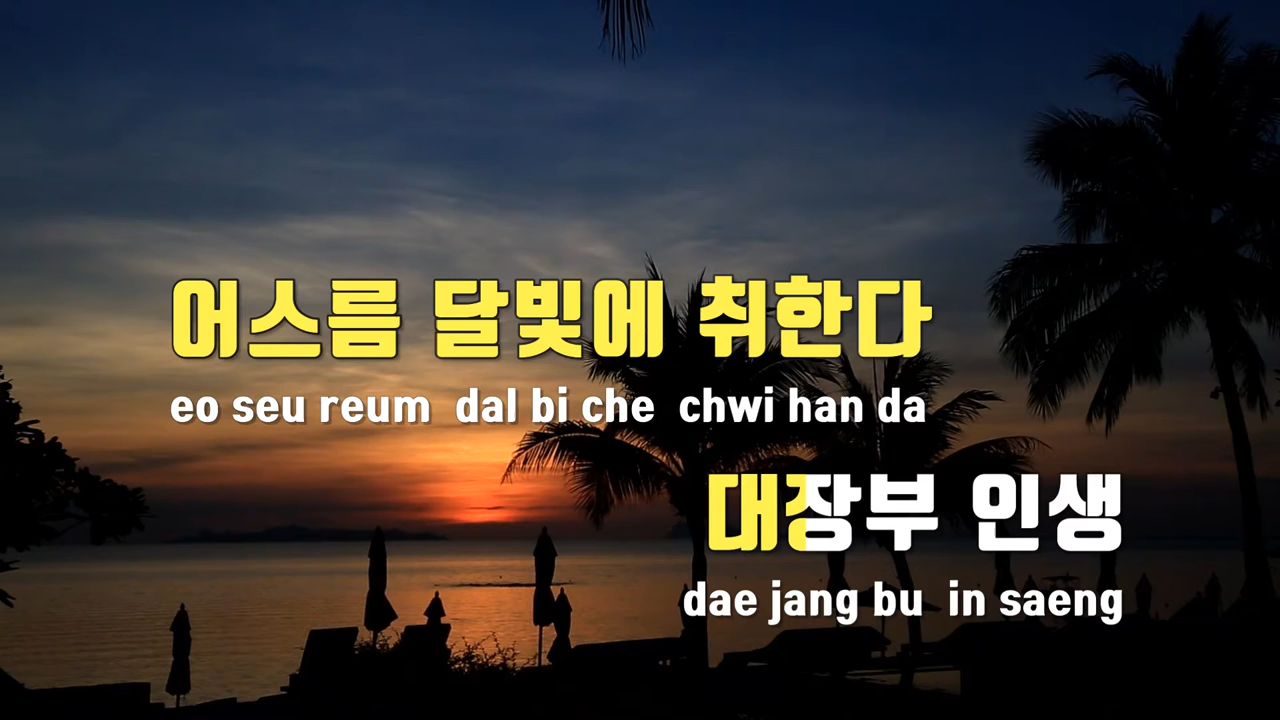 어스름 달빛에 취한다
eo seu reum dal bi che chwi han da
대장부 인생
dae jang bu in saeng